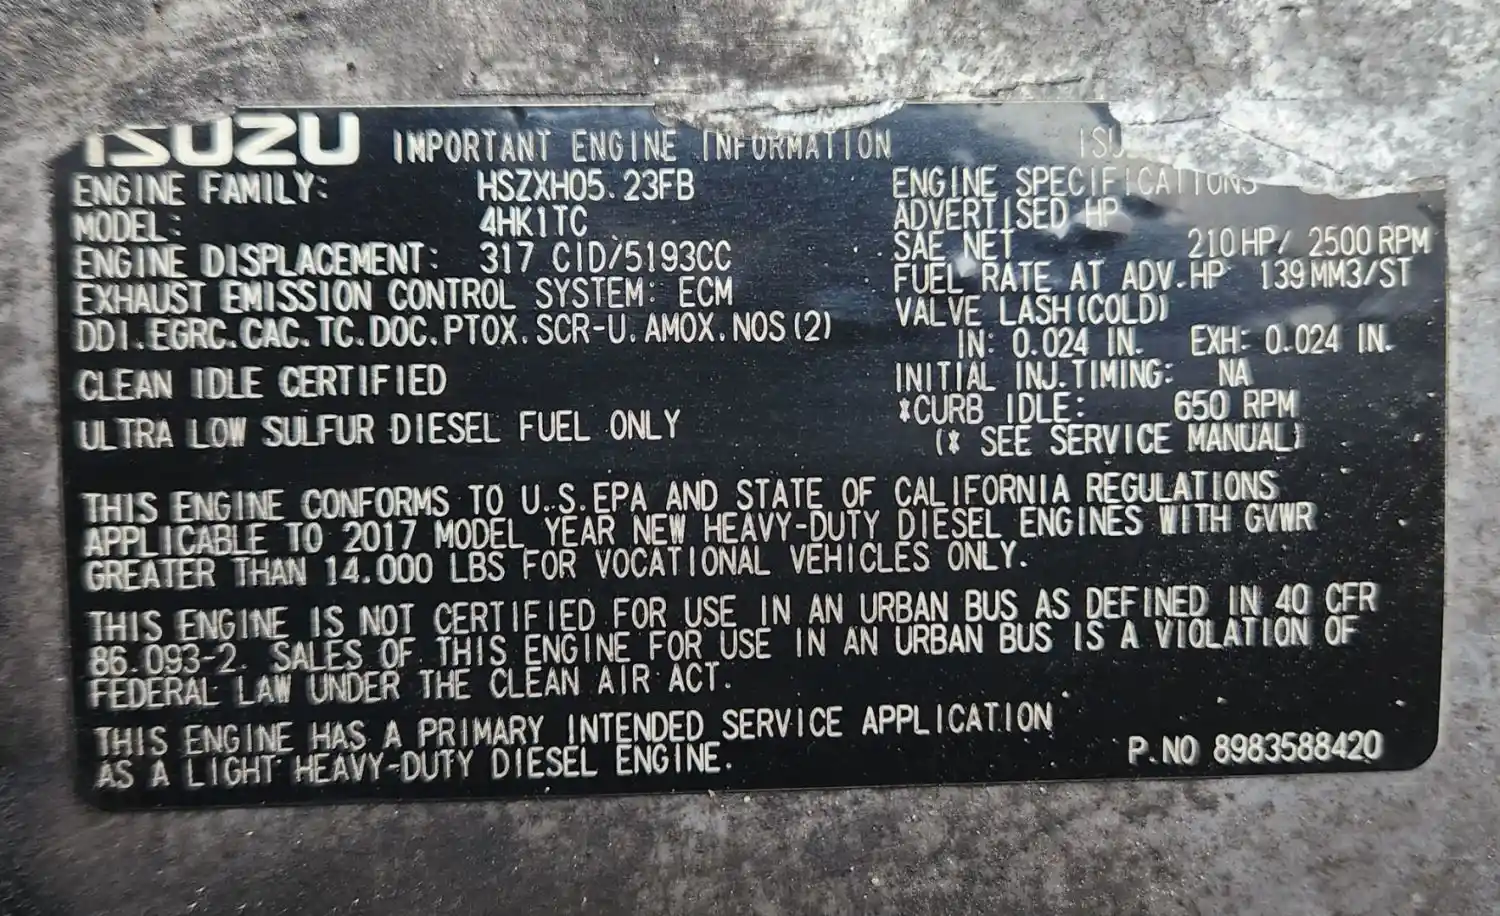 ISUZU IMPORTANT ENGINE INFORMATION
ENGINE FAMILY: HSZXH05.23FB
MODEL: 4HK1TC
ENGINE DISPLACEMENT: 317 CID/5193CC
EXHAUST EMISSION CONTROL SYSTEM: ECM
DDI.EGRC.CAC.TC.DOC.PTOX.SCR-U.AMOX.NOS(2)
CLEAN IDLE CERTIFIED
ULTRA LOW SULFUR DIESEL FUEL ONLY
ENGINE SPECIFICATIONS
ADVERTISED HP
SAE NET 210HP/ 2500RPM
FUEL RATE AT ADV.HP 139MM3/ST
VALVE LASH(COLD)
IN: 0.024 IN. EXH: 0.024 IN.
INITIAL INJ.TIMING: NA
*CURB IDLE: 650 RPM
(* SEE SERVICE MANUAL)
THIS ENGINE CONFORMS TO U.S.EPA AND STATE OF CALIFORNIA REGULATIONS
APPLICABLE TO 2017 MODEL YEAR NEW HEAVY-DUTY DIESEL ENGINES WITH GVWR
GREATER THAN 14.000 LBS FOR VOCATIONAL VEHICLES ONLY.
THIS ENGINE IS NOT CERTIFIED FOR USE IN AN URBAN BUS AS DEFINED IN 40 CFR
86.093-2. SALES OF THIS ENGINE FOR USE IN AN URBAN BUS IS A VIOLATION OF
FEDERAL LAW UNDER THE CLEAN AIR ACT.
THIS ENGINE HAS A PRIMARY INTENDED SERVICE APPLICATION
AS A LIGHT HEAVY-DUTY DIESEL ENGINE.
P.NO 8983588420